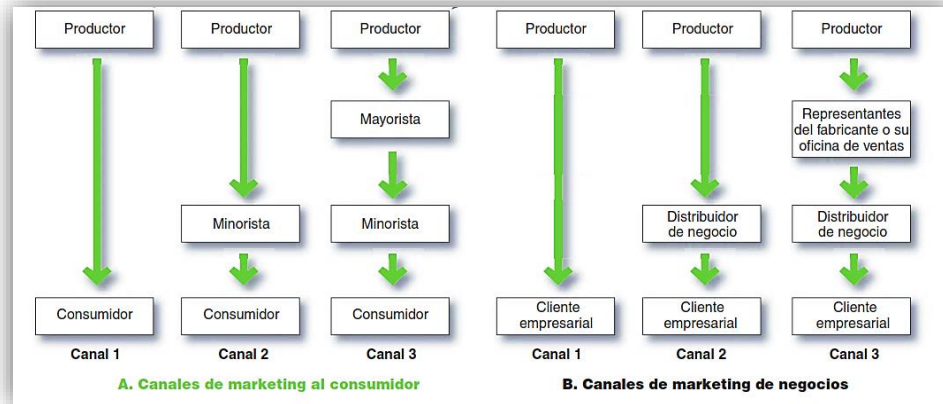 Productor
Productor
Productor
Productor
Productor
Productor
Mayorista
Representantes
del fabricante o su
oficina de ventas
Minorista
Minorista
Distribuidor
de negocio
Distribuidor
de negocio
Consumidor
Consumidor
Consumidor
Cliente
empresarial
Cliente
empresarial
Cliente
empresarial
Canal 1
Canal 2
Canal 3
Canal 1
Canal 2
Canal 3
A. Canales de marketing al consumidor
B. Canales de marketing de negocios